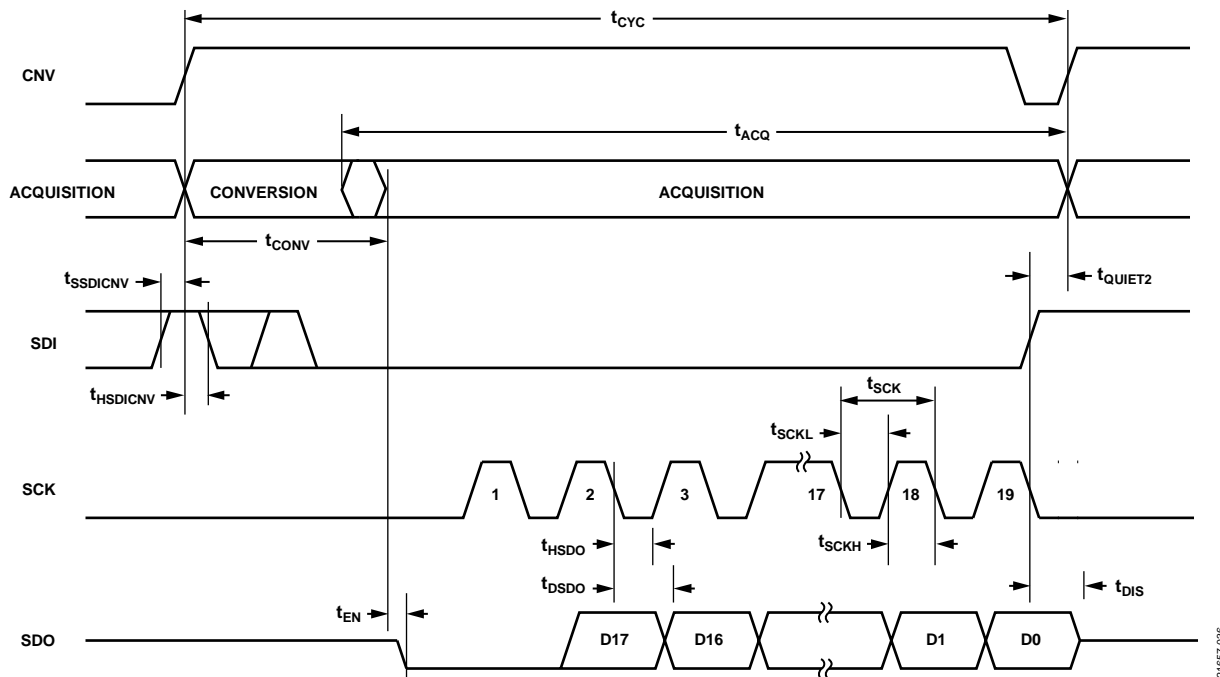 tCYC
CNV
tACQ
ACQUISITION CONVERSION ACQUISITION
tCONV
tSSDICNV
tQUIET2
SDI
tHSDICNV
tSCK
tSCKL
SCK 1 2 3 17 18 19
tHSDO
tSCKH
tDSDO
tDIS
tEN
SDO D17 D16 D1 D0